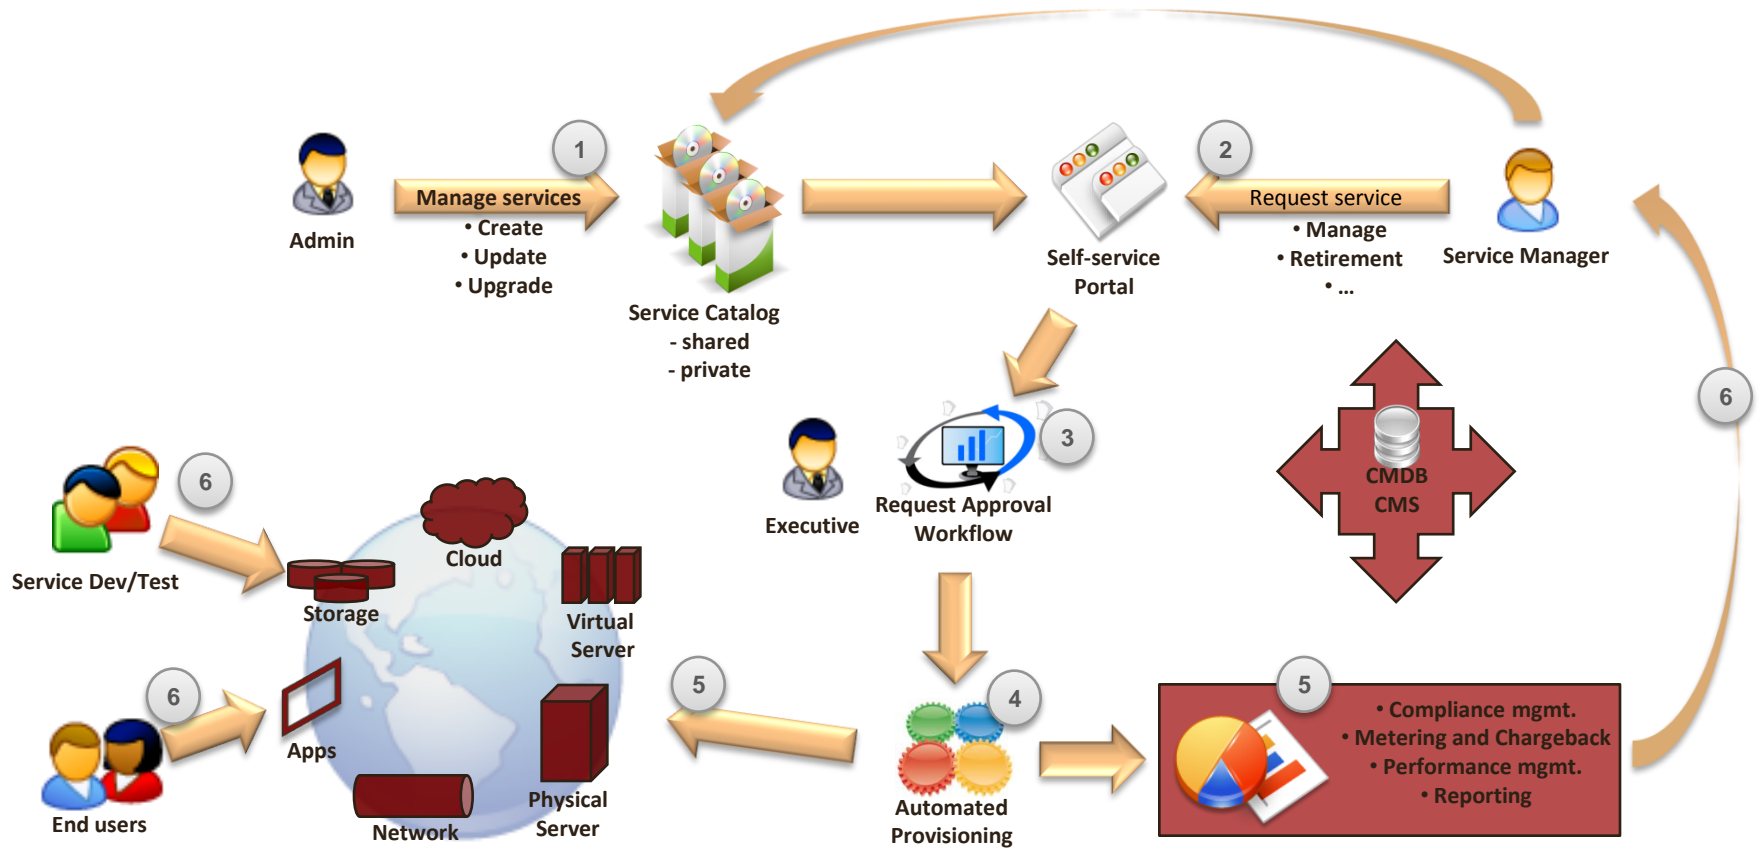 1
Manage services
• Create
• Update
• Upgrade
Admin
Service Catalog
- shared
- private
Self-service
Portal
2
Request service
• Manage
• Retirement
• ...
Service Manager
3
Executive
Request Approval
Workflow
CMDB
CMS
6
6
Service Dev/Test
Cloud
Storage
Virtual
Server
6
End users
Apps
Network
Physical
Server
5
4
Automated
Provisioning
5
• Compliance mgmt.
• Metering and Chargeback
• Performance mgmt.
• Reporting